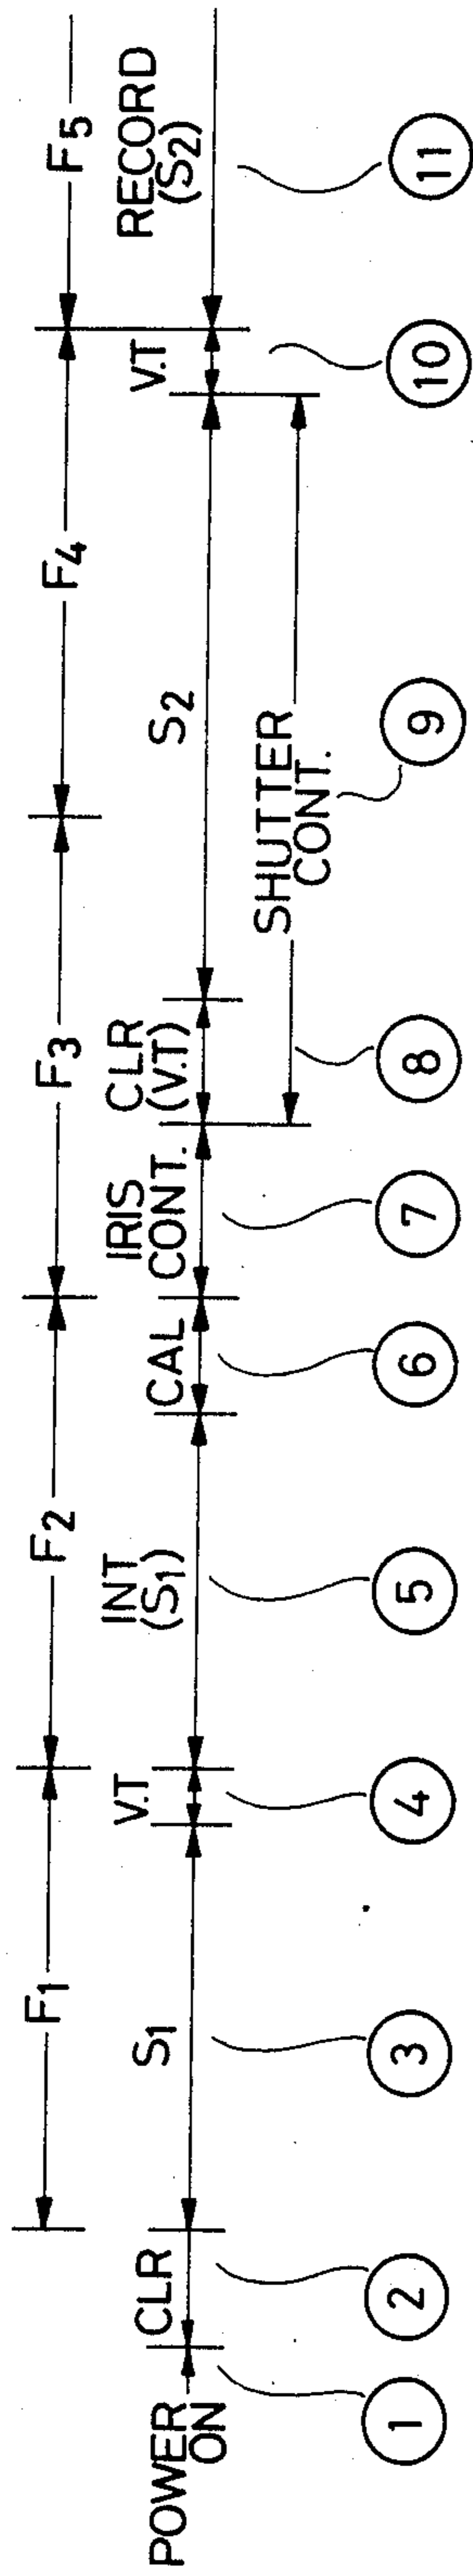 F1
F2
F3
F4
F5
POWER
ON
CLR
S1
V.T
INT
(S1)
CAL
IRIS
CONT.
CLR
(V.T)
S2
V.T
RECORD
(S2)
SHUTTER
CONT.
1
2
3
4
5
6
7
8
9
10
11